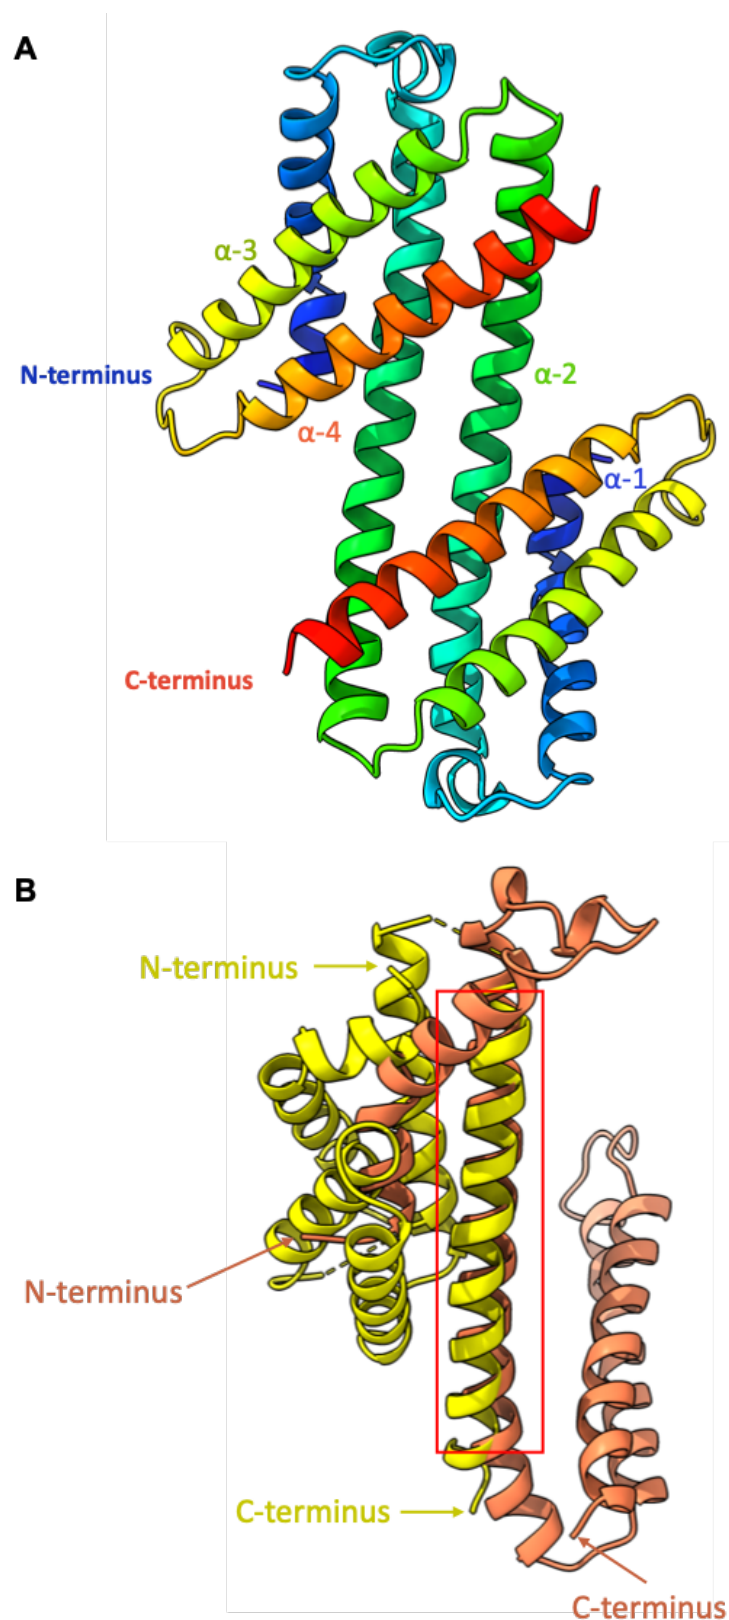 A
α-3
N-terminus
α-2
α-4
α-1
C-terminus
B
N-terminus
N-terminus
C-terminus
C-terminus